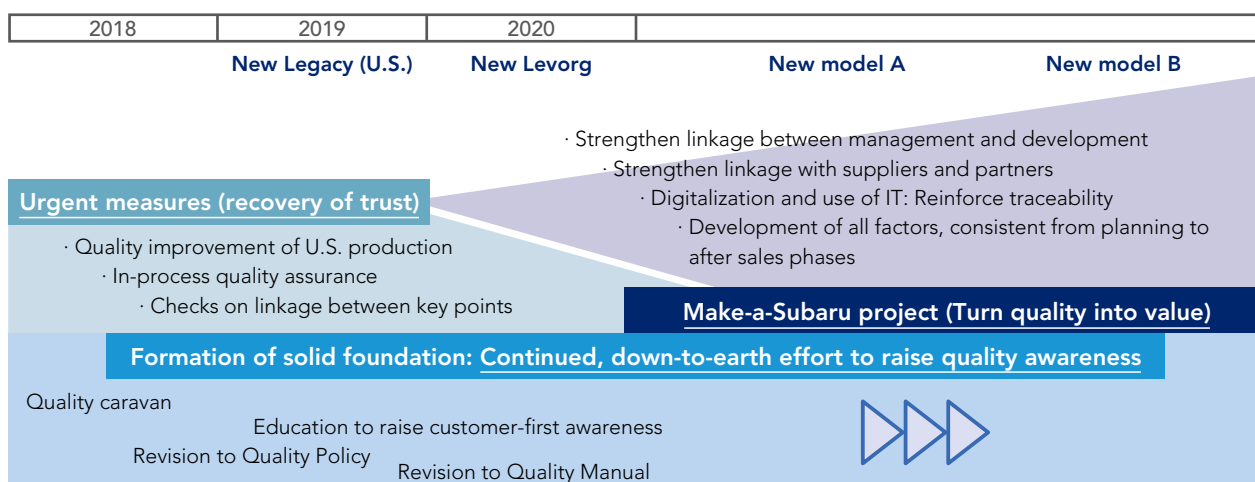 2018
2019
2020
New Legacy (U.S.)
New Levorg
New model A
New model B
· Strengthen linkage between management and development
· Strengthen linkage with suppliers and partners
· Digitalization and use of IT: Reinforce traceability
· Development of all factors, consistent from planning to
after sales phases
Urgent measures (recovery of trust)
· Quality improvement of U.S. production
· In-process quality assurance
· Checks on linkage between key points
Make-a-Subaru project (Turn quality into value)
Formation of solid foundation: Continued, down-to-earth effort to raise quality awareness
Quality caravan
Education to raise customer-first awareness
Revision to Quality Policy
Revision to Quality Manual